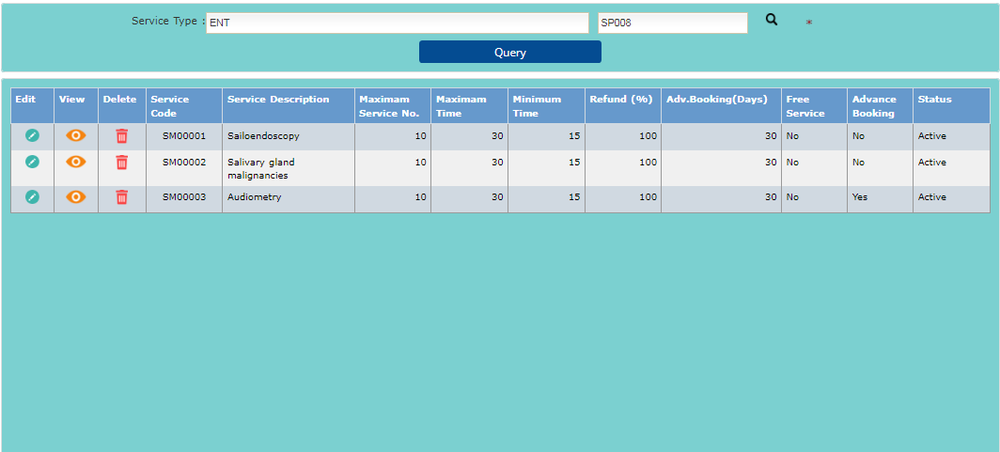 Service Type : ENT SP008 *
Query
Edit View Delete Service Code Service Description Maximam Service No. Maximam Time Minimum Time Refund (%) Adv.Booking(Days) Free Service Advance Booking Status
SM00001 Sailoendoscopy 10 30 15 100 30 No No Active
SM00002 Salivary gland malignancies 10 30 15 100 30 No No Active
SM00003 Audiometry 10 30 15 100 30 No Yes Active